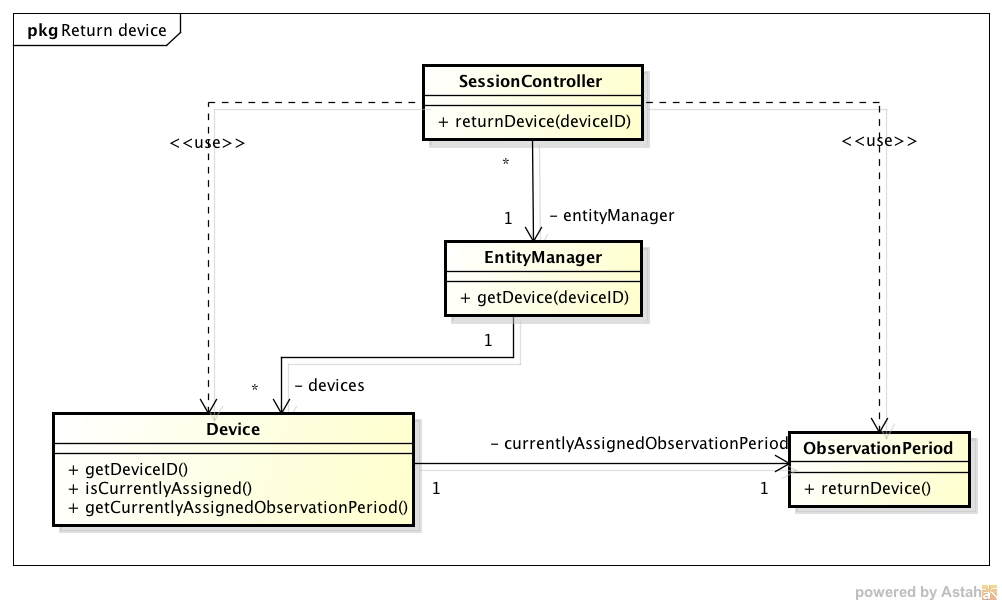 pkg Return device
SessionController
+ returnDevice(deviceID)
<<use>>
<<use>>
*
1
- entityManager
EntityManager
+ getDevice(deviceID)
1
*
- devices
Device
+ getDeviceID()
+ isCurrentlyAssigned()
+ getCurrentlyAssignedObservationPeriod()
- currentlyAssignedObservationPeriod
1
1
ObservationPeriod
+ returnDevice()
powered by Astah